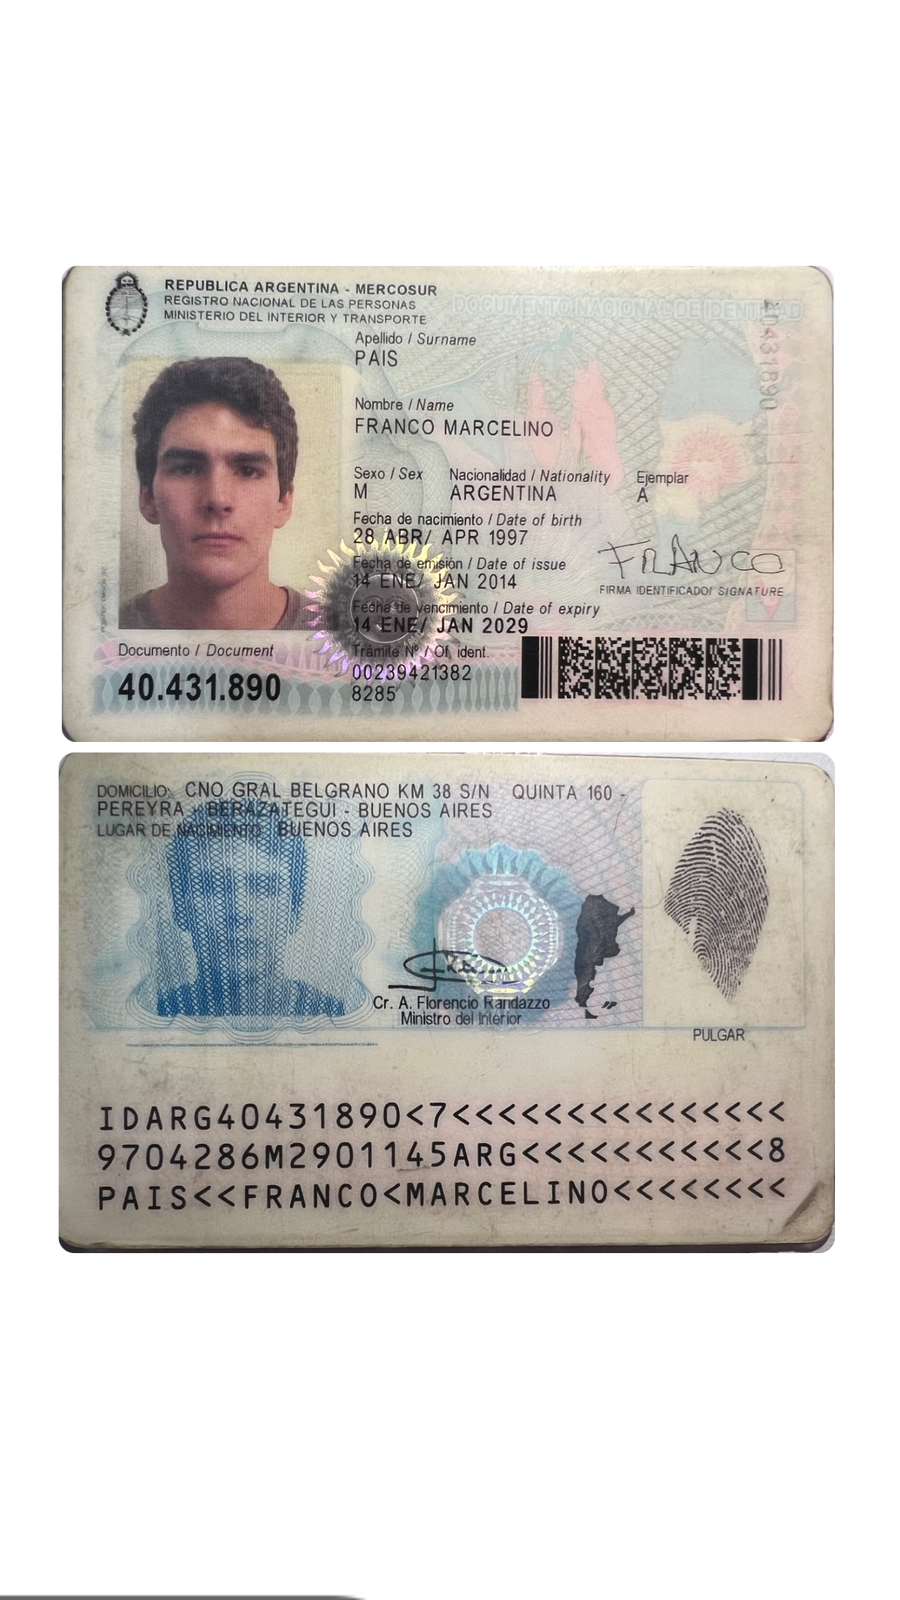 REPUBLICA ARGENTINA - MERCOSUR
REGISTRO NACIONAL DE LAS PERSONAS
MINISTERIO DEL INTERIOR Y TRANSPORTE
DOCUMENTO NACIONAL DE IDENTIDAD
Apellido / Surname
PAIS
Nombre / Name
FRANCO MARCELINO
Sexo / Sex Nacionalidad / Nationality Ejemplar
M ARGENTINA A
Fecha de nacimiento / Date of birth
28 ABR/ APR 1997
Fecha de emisión / Date of issue
14 ENE/ JAN 2014
FRANCO
FIRMA IDENTIFICADO/ SIGNATURE
Fecha de vencimiento / Date of expiry
14 ENE/ JAN 2029
Documento / Document
40.431.890
Trámite Nº / Of. ident.
00239421382
8285
40431890
DOMICILIO: CNO GRAL BELGRANO KM 38 S/N QUINTA 160 -
PEREYRA - BERAZATEGUI - BUENOS AIRES
LUGAR DE NACIMIENTO: BUENOS AIRES
Cr. A. Florencio Randazzo
Ministro del Interior
PULGAR
IDARG40431890<7<<<<<<<<<<<<<<<
9704286M2901145ARG<<<<<<<<<<<8
PAIS<<FRANCO<MARCELINO<<<<<<<<